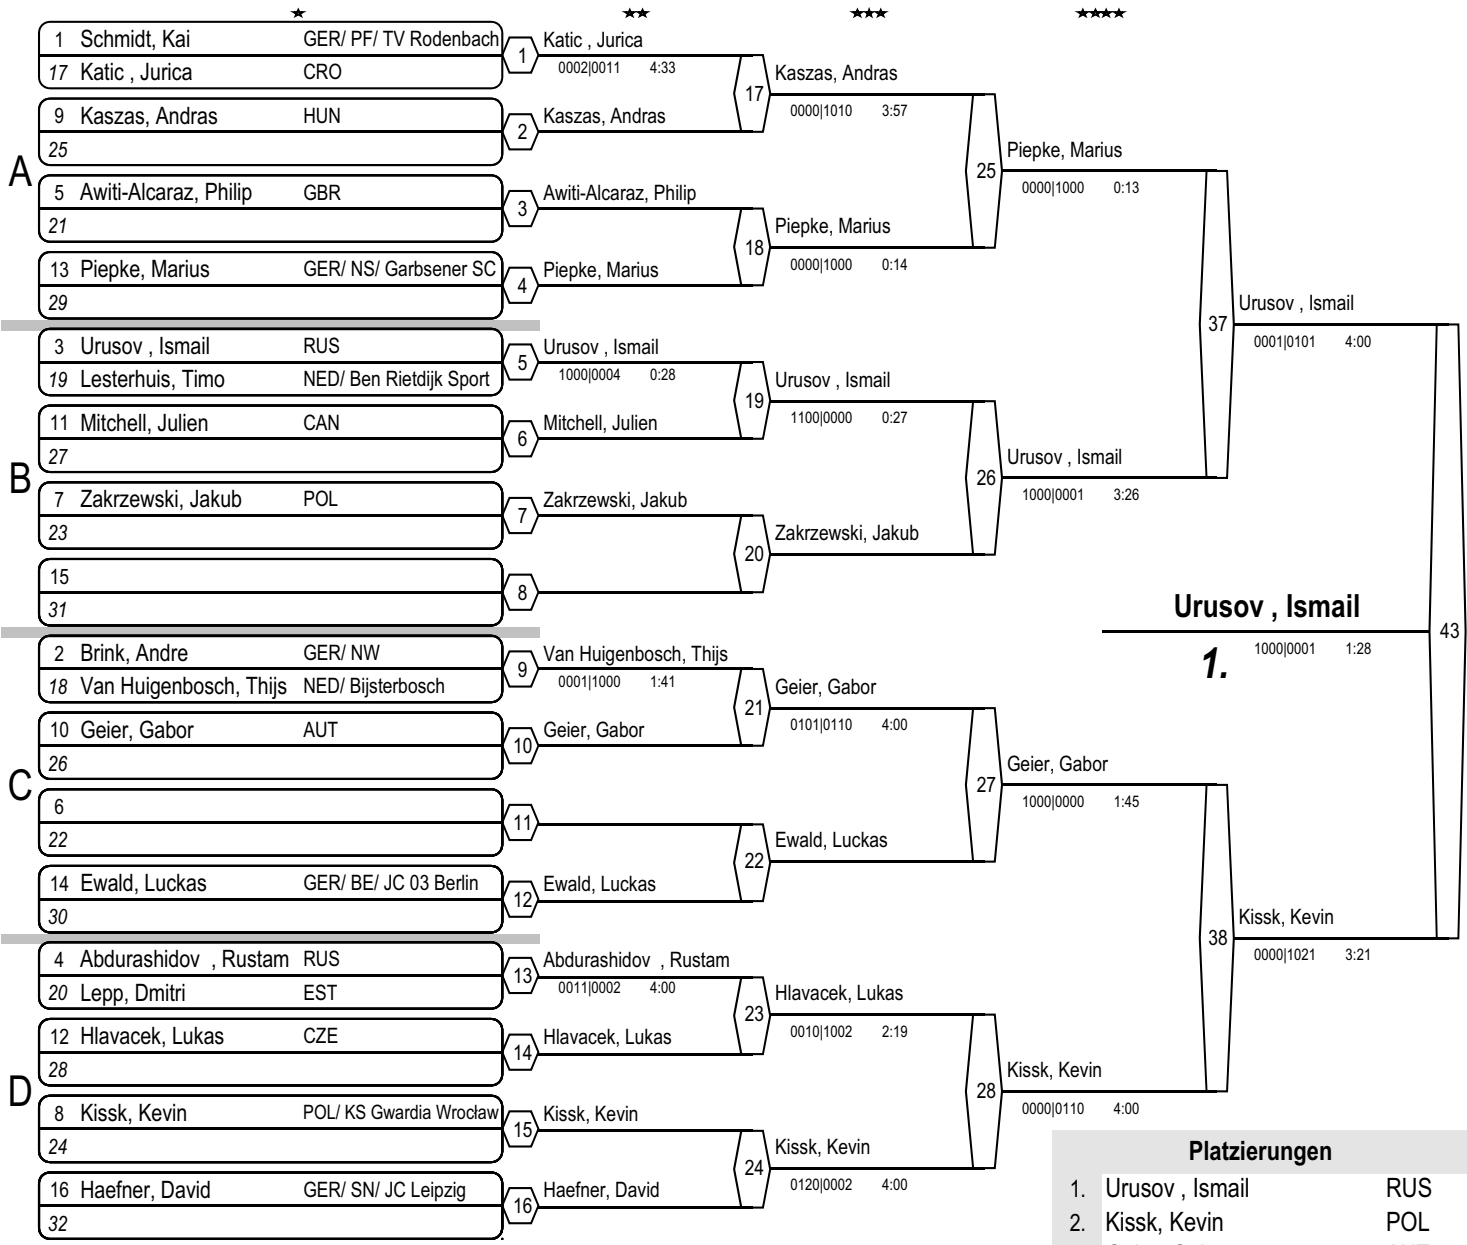 ★ ★★ ★★★ ★★★★
1 Schmidt, Kai GER/ PF/ TV Rodenbach
17 Katic , Jurica CRO
9 Kaszas, Andras HUN
25
A
5 Awiti-Alcaraz, Philip GBR
21
13 Piepke, Marius GER/ NS/ Garbsener SC
29
3 Urusov , Ismail RUS
19 Lesterhuis, Timo NED/ Ben Rietdijk Sport
11 Mitchell, Julien CAN
27
B
7 Zakrzewski, Jakub POL
23
15
31
2 Brink, Andre GER/ NW
18 Van Huigenbosch, Thijs NED/ Bijsterbosch
10 Geier, Gabor AUT
26
C
6
22
14 Ewald, Luckas GER/ BE/ JC 03 Berlin
30
4 Abdurashidov , Rustam RUS
20 Lepp, Dmitri EST
12 Hlavacek, Lukas CZE
28
D
8 Kissk, Kevin POL/ KS Gwardia Wrocław
24
16 Haefner, David GER/ SN/ JC Leipzig
32
1 Katic , Jurica
0002|0011 4:33
2 Kaszas, Andras
3 Awiti-Alcaraz, Philip
4 Piepke, Marius
5 Urusov , Ismail
1000|0004 0:28
6 Mitchell, Julien
7 Zakrzewski, Jakub
8
9 Van Huigenbosch, Thijs
0001|1000 1:41
10 Geier, Gabor
11
12 Ewald, Luckas
13 Abdurashidov , Rustam
0011|0002 4:00
14 Hlavacek, Lukas
15 Kissk, Kevin
16 Haefner, David
17 Kaszas, Andras
0000|1010 3:57
18 Piepke, Marius
0000|1000 0:14
19 Urusov , Ismail
1100|0000 0:27
20 Zakrzewski, Jakub
21 Geier, Gabor
0101|0110 4:00
22 Ewald, Luckas
23 Hlavacek, Lukas
0010|1002 2:19
24 Kissk, Kevin
0120|0002 4:00
25 Piepke, Marius
0000|1000 0:13
26 Urusov , Ismail
1000|0001 3:26
27 Geier, Gabor
1000|0000 1:45
28 Kissk, Kevin
0000|0110 4:00
37 Urusov , Ismail
0001|0101 4:00
38 Kissk, Kevin
0000|1021 3:21
Urusov , Ismail
43
1. 1000|0001 1:28
Platzierungen
1. Urusov , Ismail RUS
2. Kissk, Kevin POL